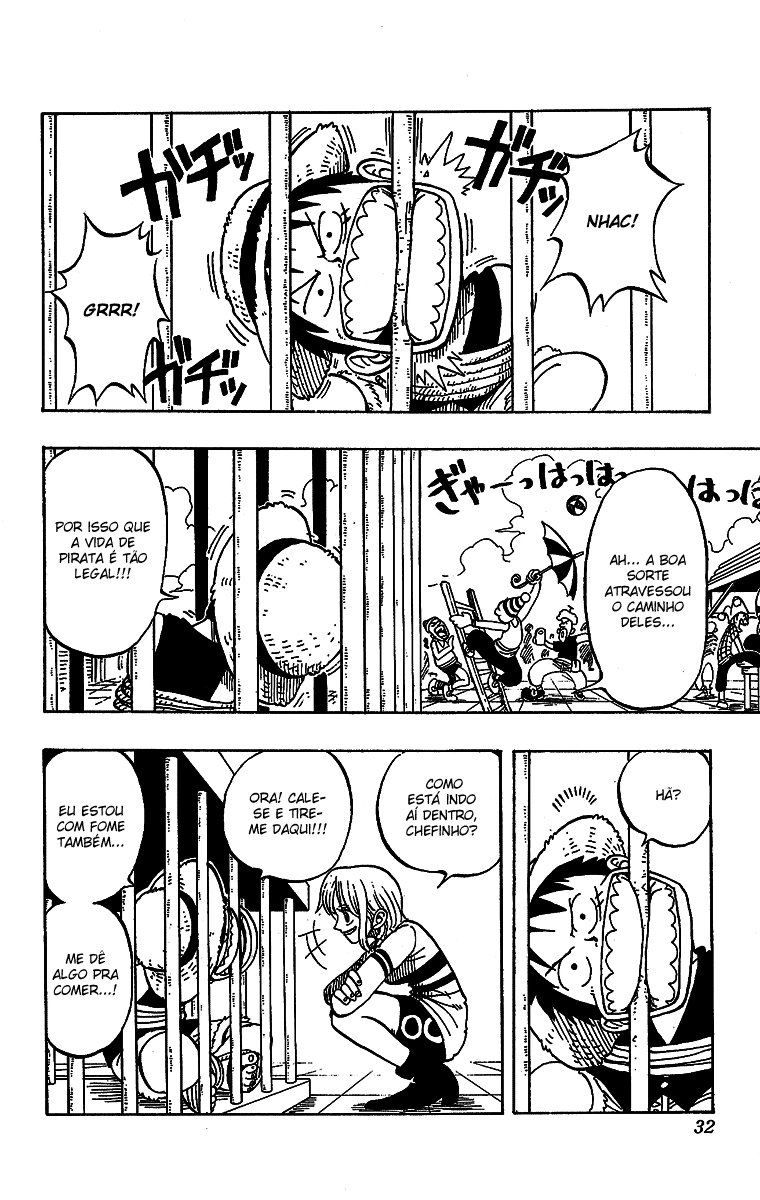 ガヂッ
ガヂッ
NHAC!
GRRR!
ガヂッ
ぎゃーっはっはっ
はっは
AH... A BOA
SORTE
ATRAVESSOU
O CAMINHO
DELES...
POR ISSO QUE
A VIDA DE
PIRATA É TÃO
LEGAL!!!
HÃ?
COMO
ESTÁ INDO
AÍ DENTRO,
CHEFINHO?
ORA! CALE-
SE E TIRE-
ME DAQUI!!!
EU ESTOU
COM FOME
TAMBÉM...
ME DÊ
ALGO PRA
COMER...!
32